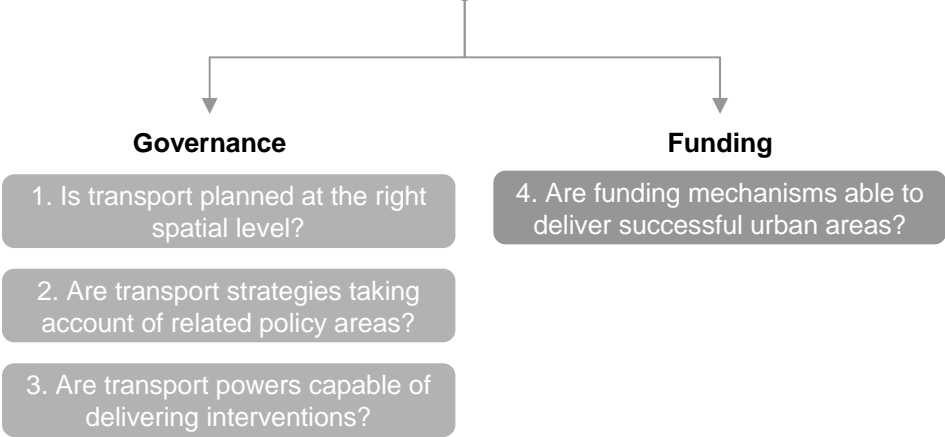 Governance
1. Is transport planned at the right
spatial level?
2. Are transport strategies taking
account of related policy areas?
3. Are transport powers capable of
delivering interventions?
Funding
4. Are funding mechanisms able to
deliver successful urban areas?